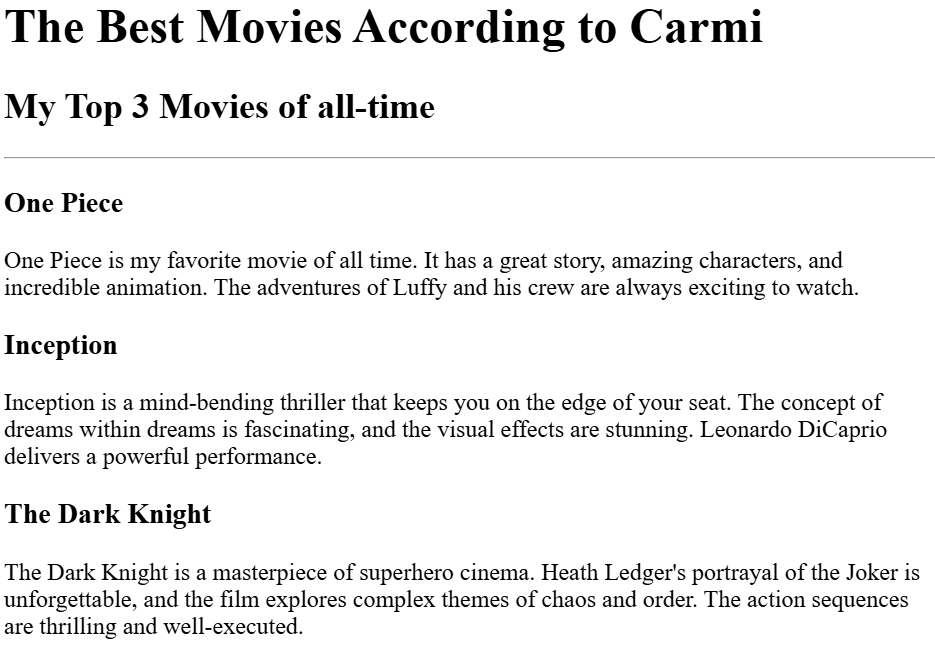 The Best Movies According to Carmi
My Top 3 Movies of all-time
One Piece
One Piece is my favorite movie of all time. It has a great story, amazing characters, and
incredible animation. The adventures of Luffy and his crew are always exciting to watch.
Inception
Inception is a mind-bending thriller that keeps you on the edge of your seat. The concept of
dreams within dreams is fascinating, and the visual effects are stunning. Leonardo DiCaprio
delivers a powerful performance.
The Dark Knight
The Dark Knight is a masterpiece of superhero cinema. Heath Ledger's portrayal of the Joker is
unforgettable, and the film explores complex themes of chaos and order. The action sequences
are thrilling and well-executed.